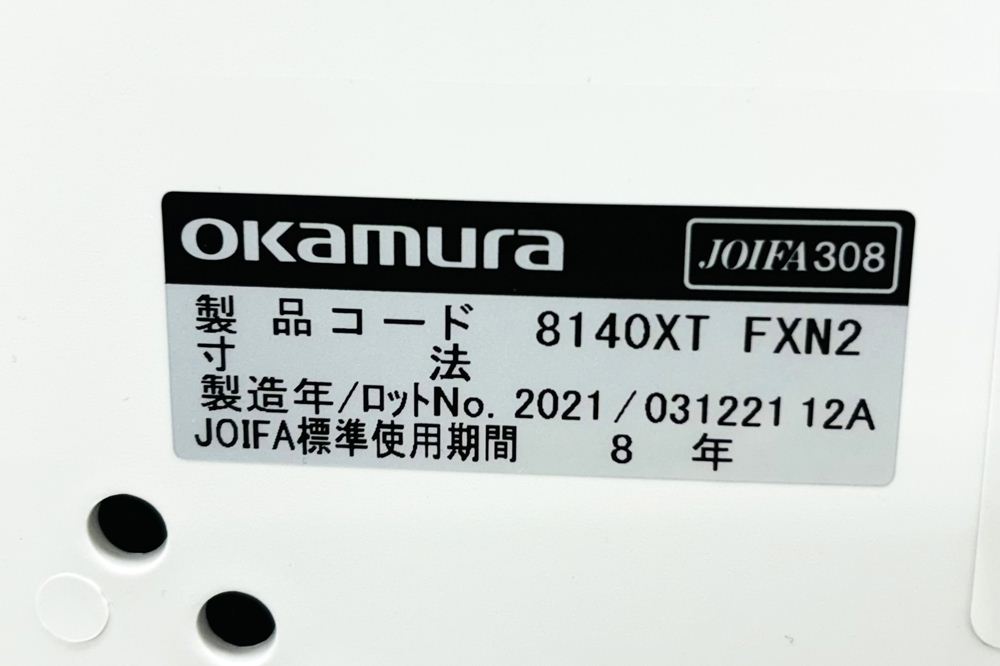 OKamura JOIFA308
製品コード 8140XT FXN2
寸法
製造年/ロットNo. 2021/031221 12A
JOIFA標準使用期間 8 年